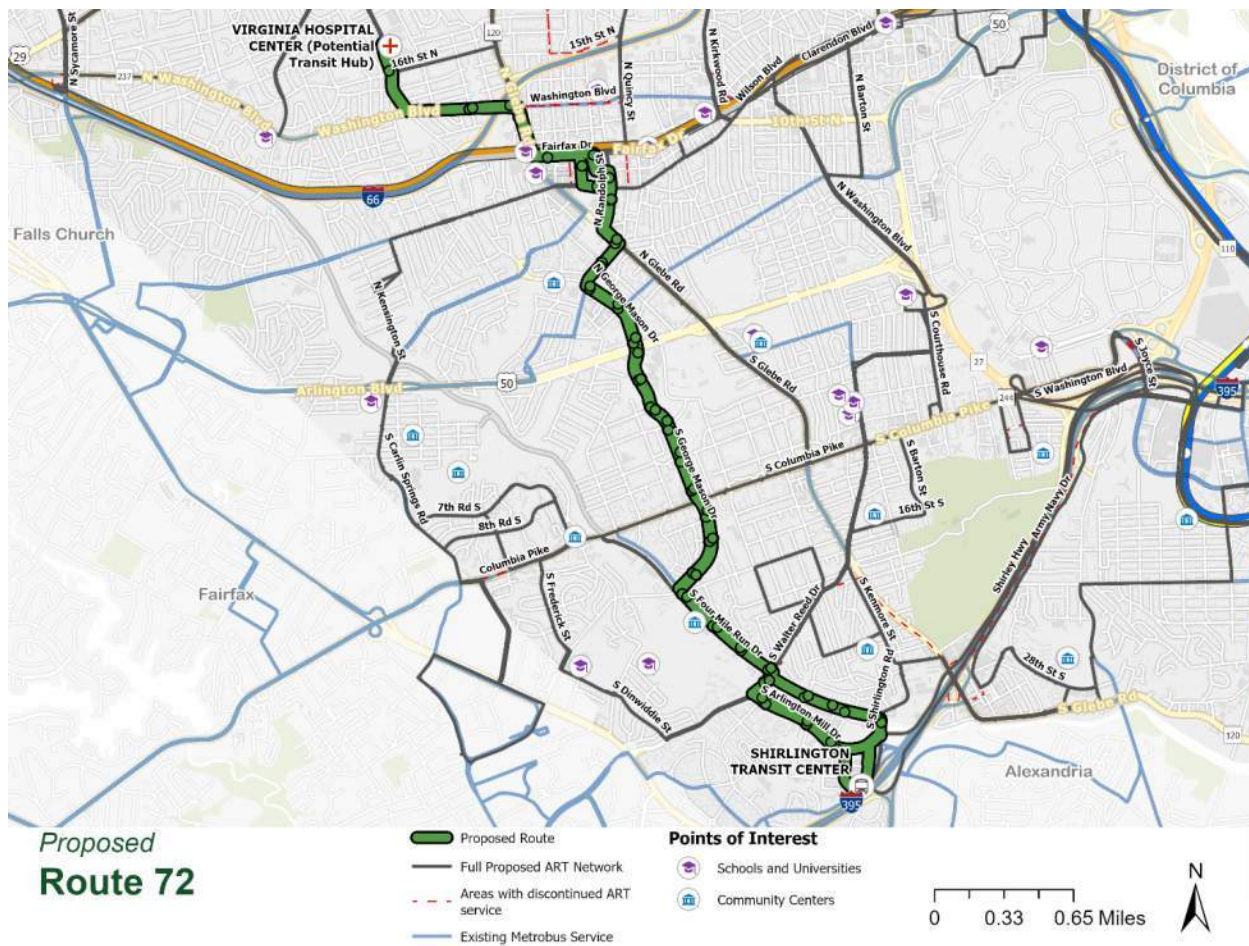 VIRGINIA HOSPITAL
CENTER (Potential
Transit Hub)
16th St N
15th St N
120
50
29
237
N Sycamore St
N Washington Blvd
Washington Blvd
Washington Blvd
N Quincy St
N Kirkwood Rd
Wilson Blvd
Clarendon Blvd
N Barton St
District of
Columbia
10th St N
Fairfax Dr
Fairfax Dr
66
N Randolph St
N Washington Blvd
110
Falls Church
N Glebe Rd
N George Mason Dr
N Kensington St
S Glebe Rd
S Courthouse Rd
27
S Joyce St
S Washington Blvd
395
244
Arlington Blvd
50
S Columbia Pike
S Columbia Pike
S Carlin Springs Rd
S George Mason Dr
S Barton St
16th St S
7th Rd S
8th Rd S
Columbia Pike
Army Navy Dr
Shirley Hwy
Fairfax
S Frederick St
S Four Mile Run Dr
S Walter Reed Dr
S Kenmore St
28th St S
S Shirlington Rd
S Dinwiddie St
S Arlington Mill Dr
S Glebe Rd
120
SHIRLINGTON
TRANSIT CENTER
395
Alexandria
Proposed
Route 72
Proposed Route
Full Proposed ART Network
Areas with discontinued ART
service
Existing Metrobus Service
Points of Interest
Schools and Universities
Community Centers
N
0 0.33 0.65 Miles